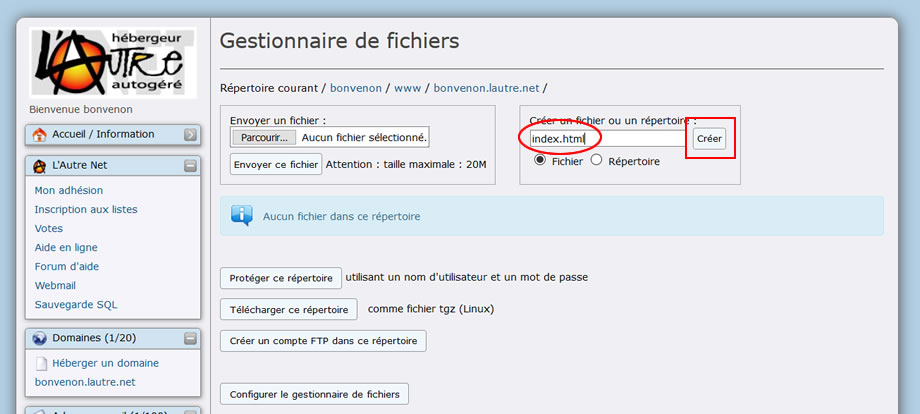 hébergeur
L'Autre
autogéré
Bienvenue bonvenon
Accueil / Information
L'Autre Net
Mon adhésion
Inscription aux listes
Votes
Aide en ligne
Forum d'aide
Webmail
Sauvegarde SQL
Domaines (1/20)
Héberger un domaine
bonvenon.lautre.net
Gestionnaire de fichiers
Répertoire courant / bonvenon / www / bonvenon.lautre.net /
Envoyer un fichier :
Parcourir... Aucun fichier sélectionné.
Envoyer ce fichier Attention : taille maximale : 20M
Créer un fichier ou un répertoire :
index.html Créer
Fichier Répertoire
Aucun fichier dans ce répertoire
Protéger ce répertoire utilisant un nom d'utilisateur et un mot de passe
Télécharger ce répertoire comme fichier tgz (Linux)
Créer un compte FTP dans ce répertoire
Configurer le gestionnaire de fichiers